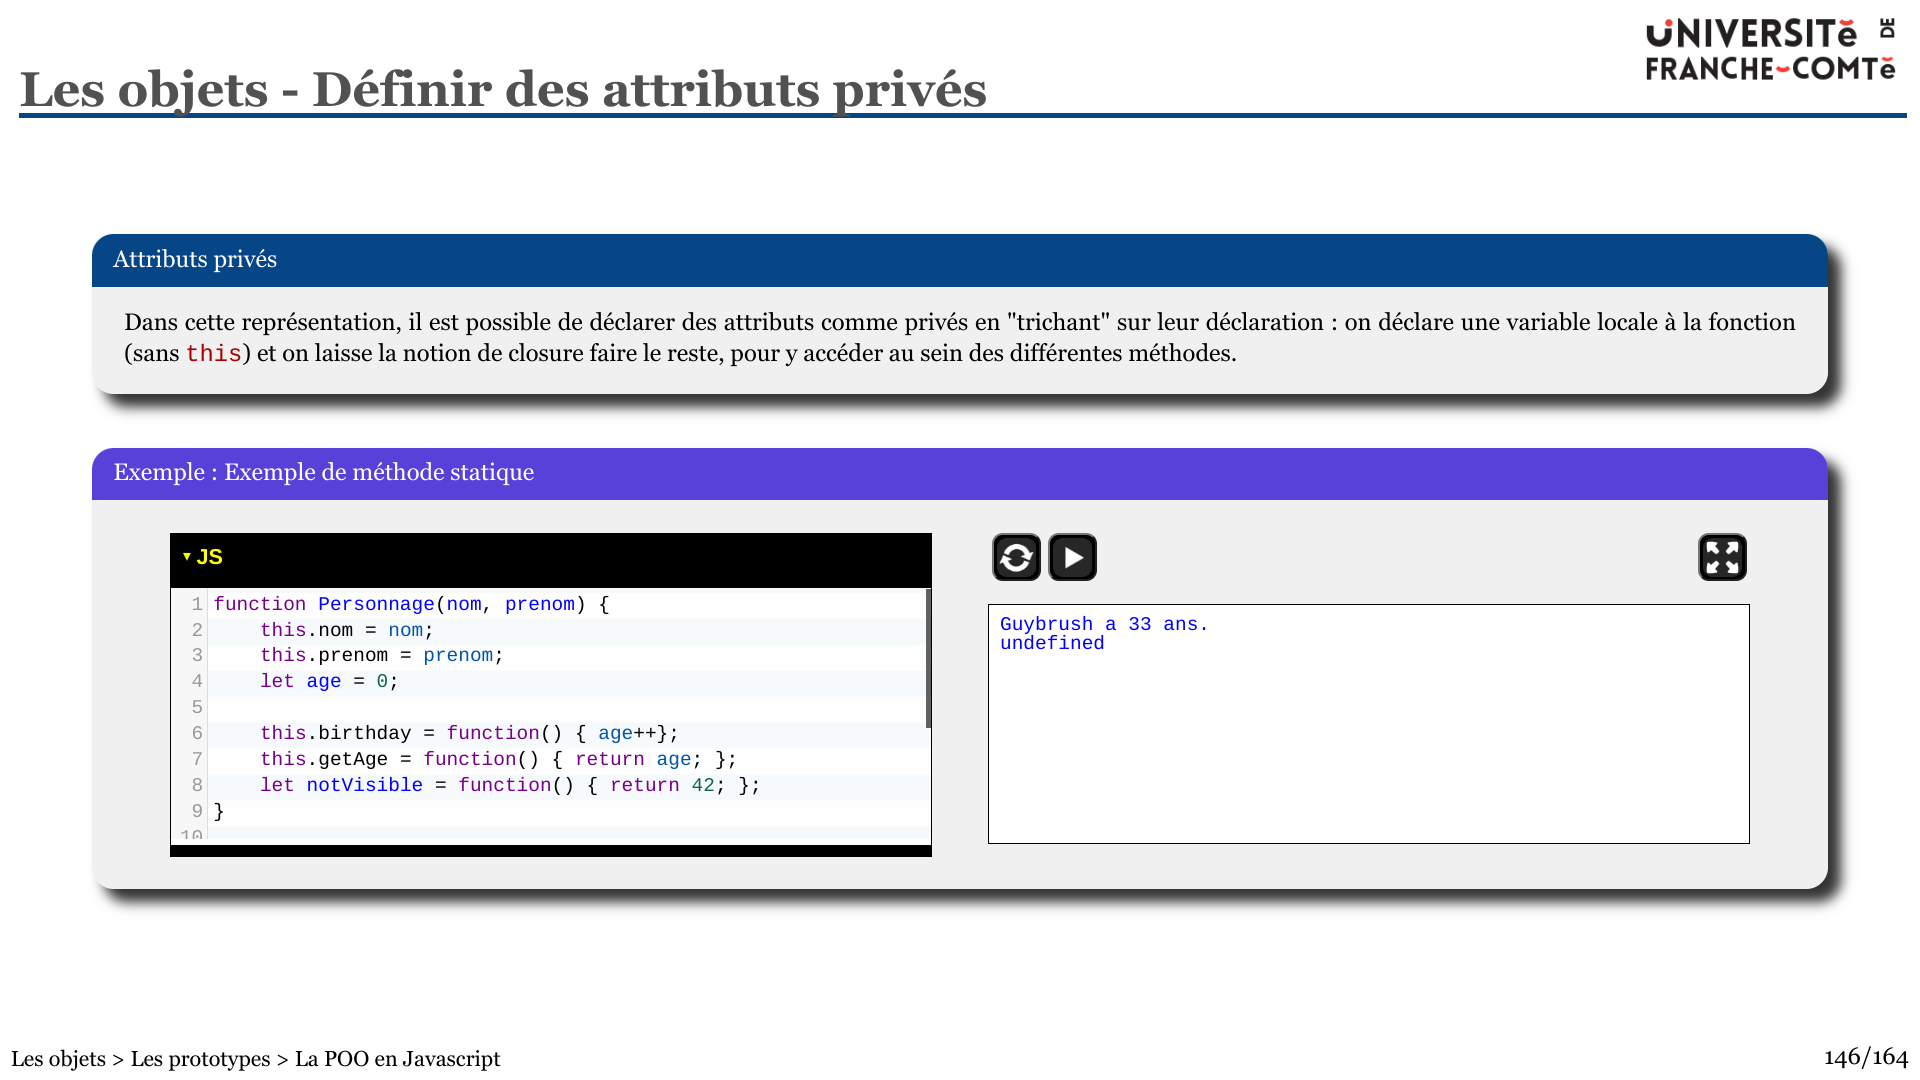 UNIVERSITĕ DE
FRANCHE-COMTĕ
Les objets - Définir des attributs privés
Attributs privés
Dans cette représentation, il est possible de déclarer des attributs comme privés en "trichant" sur leur déclaration : on déclare une variable locale à la fonction
(sans this) et on laisse la notion de closure faire le reste, pour y accéder au sein des différentes méthodes.
Exemple : Exemple de méthode statique
▾ JS
1 function Personnage(nom, prenom) {
2     this.nom = nom;
3     this.prenom = prenom;
4     let age = 0;
5
6     this.birthday = function() { age++};
7     this.getAge = function() { return age; };
8     let notVisible = function() { return 42; };
9 }
10
Guybrush a 33 ans.
undefined
Les objets > Les prototypes > La POO en Javascript
146/164